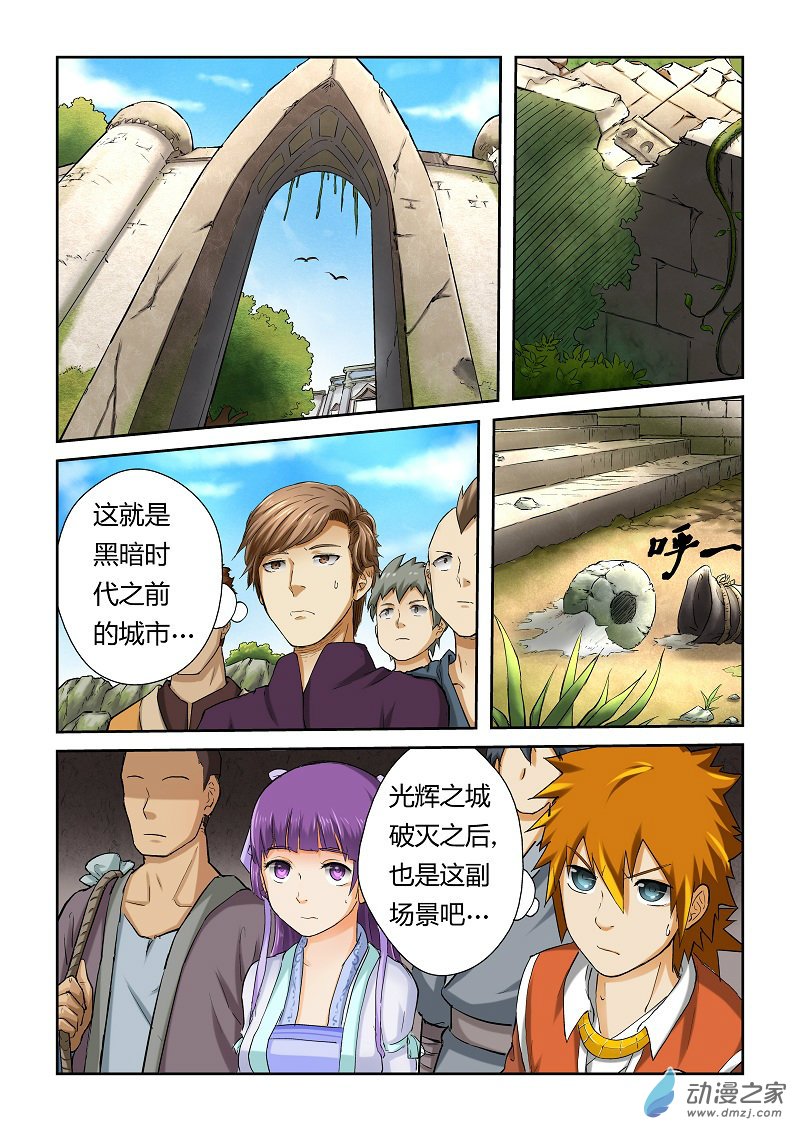 这就是
黑暗时
代之前
的城市…
呼—
光辉之城
破灭之后，
也是这副
场景吧…
动漫之家
www.dmzj.com